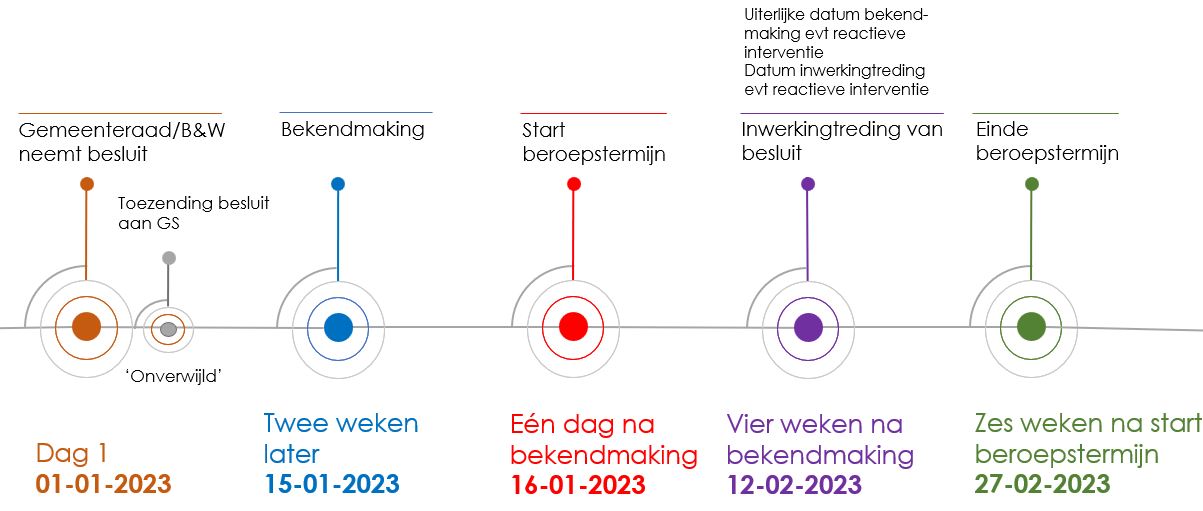 Uiterlijke datum bekend-
making evt reactieve
interventie
Datum inwerkingtreding
evt reactieve interventie
Gemeenteraad/B&W
neemt besluit
Bekendmaking
Start
beroepstermijn
Inwerkingtreding van
besluit
Einde
beroepstermijn
Toezending besluit
aan GS
‘Onverwijld’
Dag 1
01-01-2023
Twee weken
later
15-01-2023
Eén dag na
bekendmaking
16-01-2023
Vier weken na
bekendmaking
12-02-2023
Zes weken na start
beroepstermijn
27-02-2023